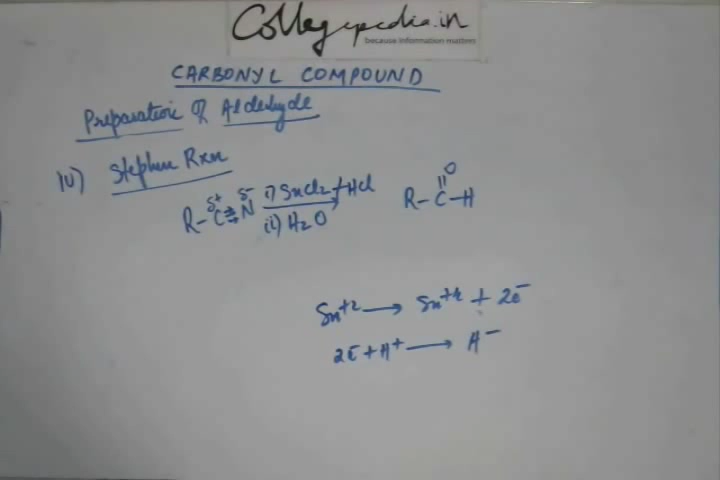 Collegepedia.in
because information matters
CARBONYL COMPOUND
Preparation of Aldehyde
IV) Stephen Rxn
R-C≡N i) SnCl2 + HCl R-C-H
δ+ δ- ii) H2O O
Sn+2 → Sn+4 + 2e-
2e- + H+ → H-